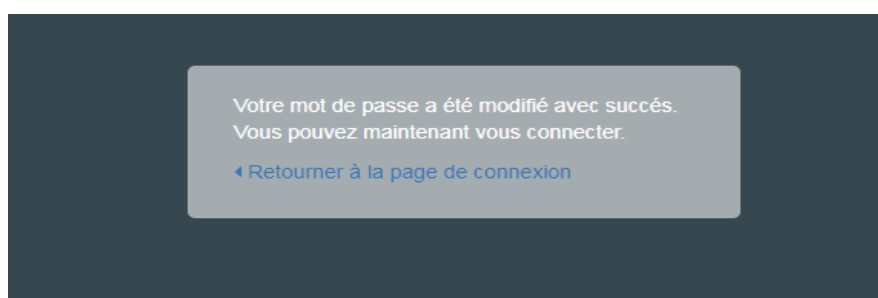 Votre mot de passe a été modifié avec succés.
Vous pouvez maintenant vous connecter.
Retourner à la page de connexion